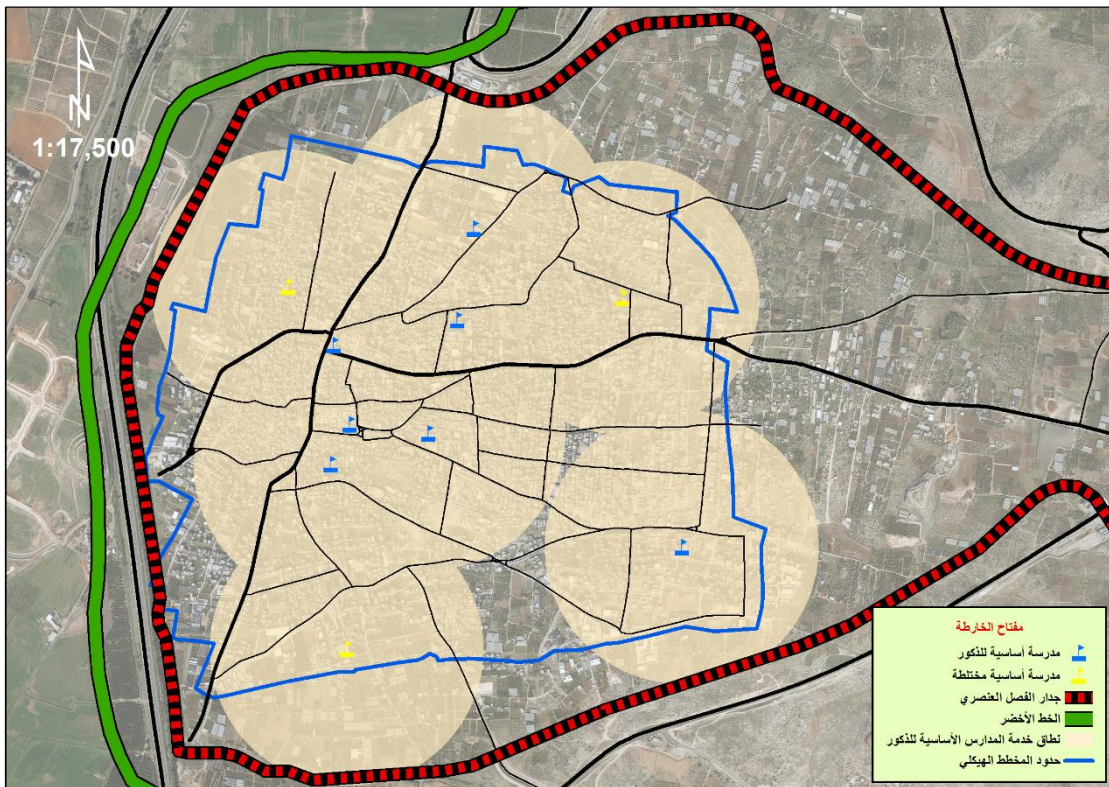 N
1:17,500
مفتاح الخارطة
مدرسة أساسية للذكور
مدرسة أساسية مختلطة
جدار الفصل العنصري
الخط الأخضر
نطاق خدمة المدارس الأساسية للذكور
حدود المخطط الهيكلي